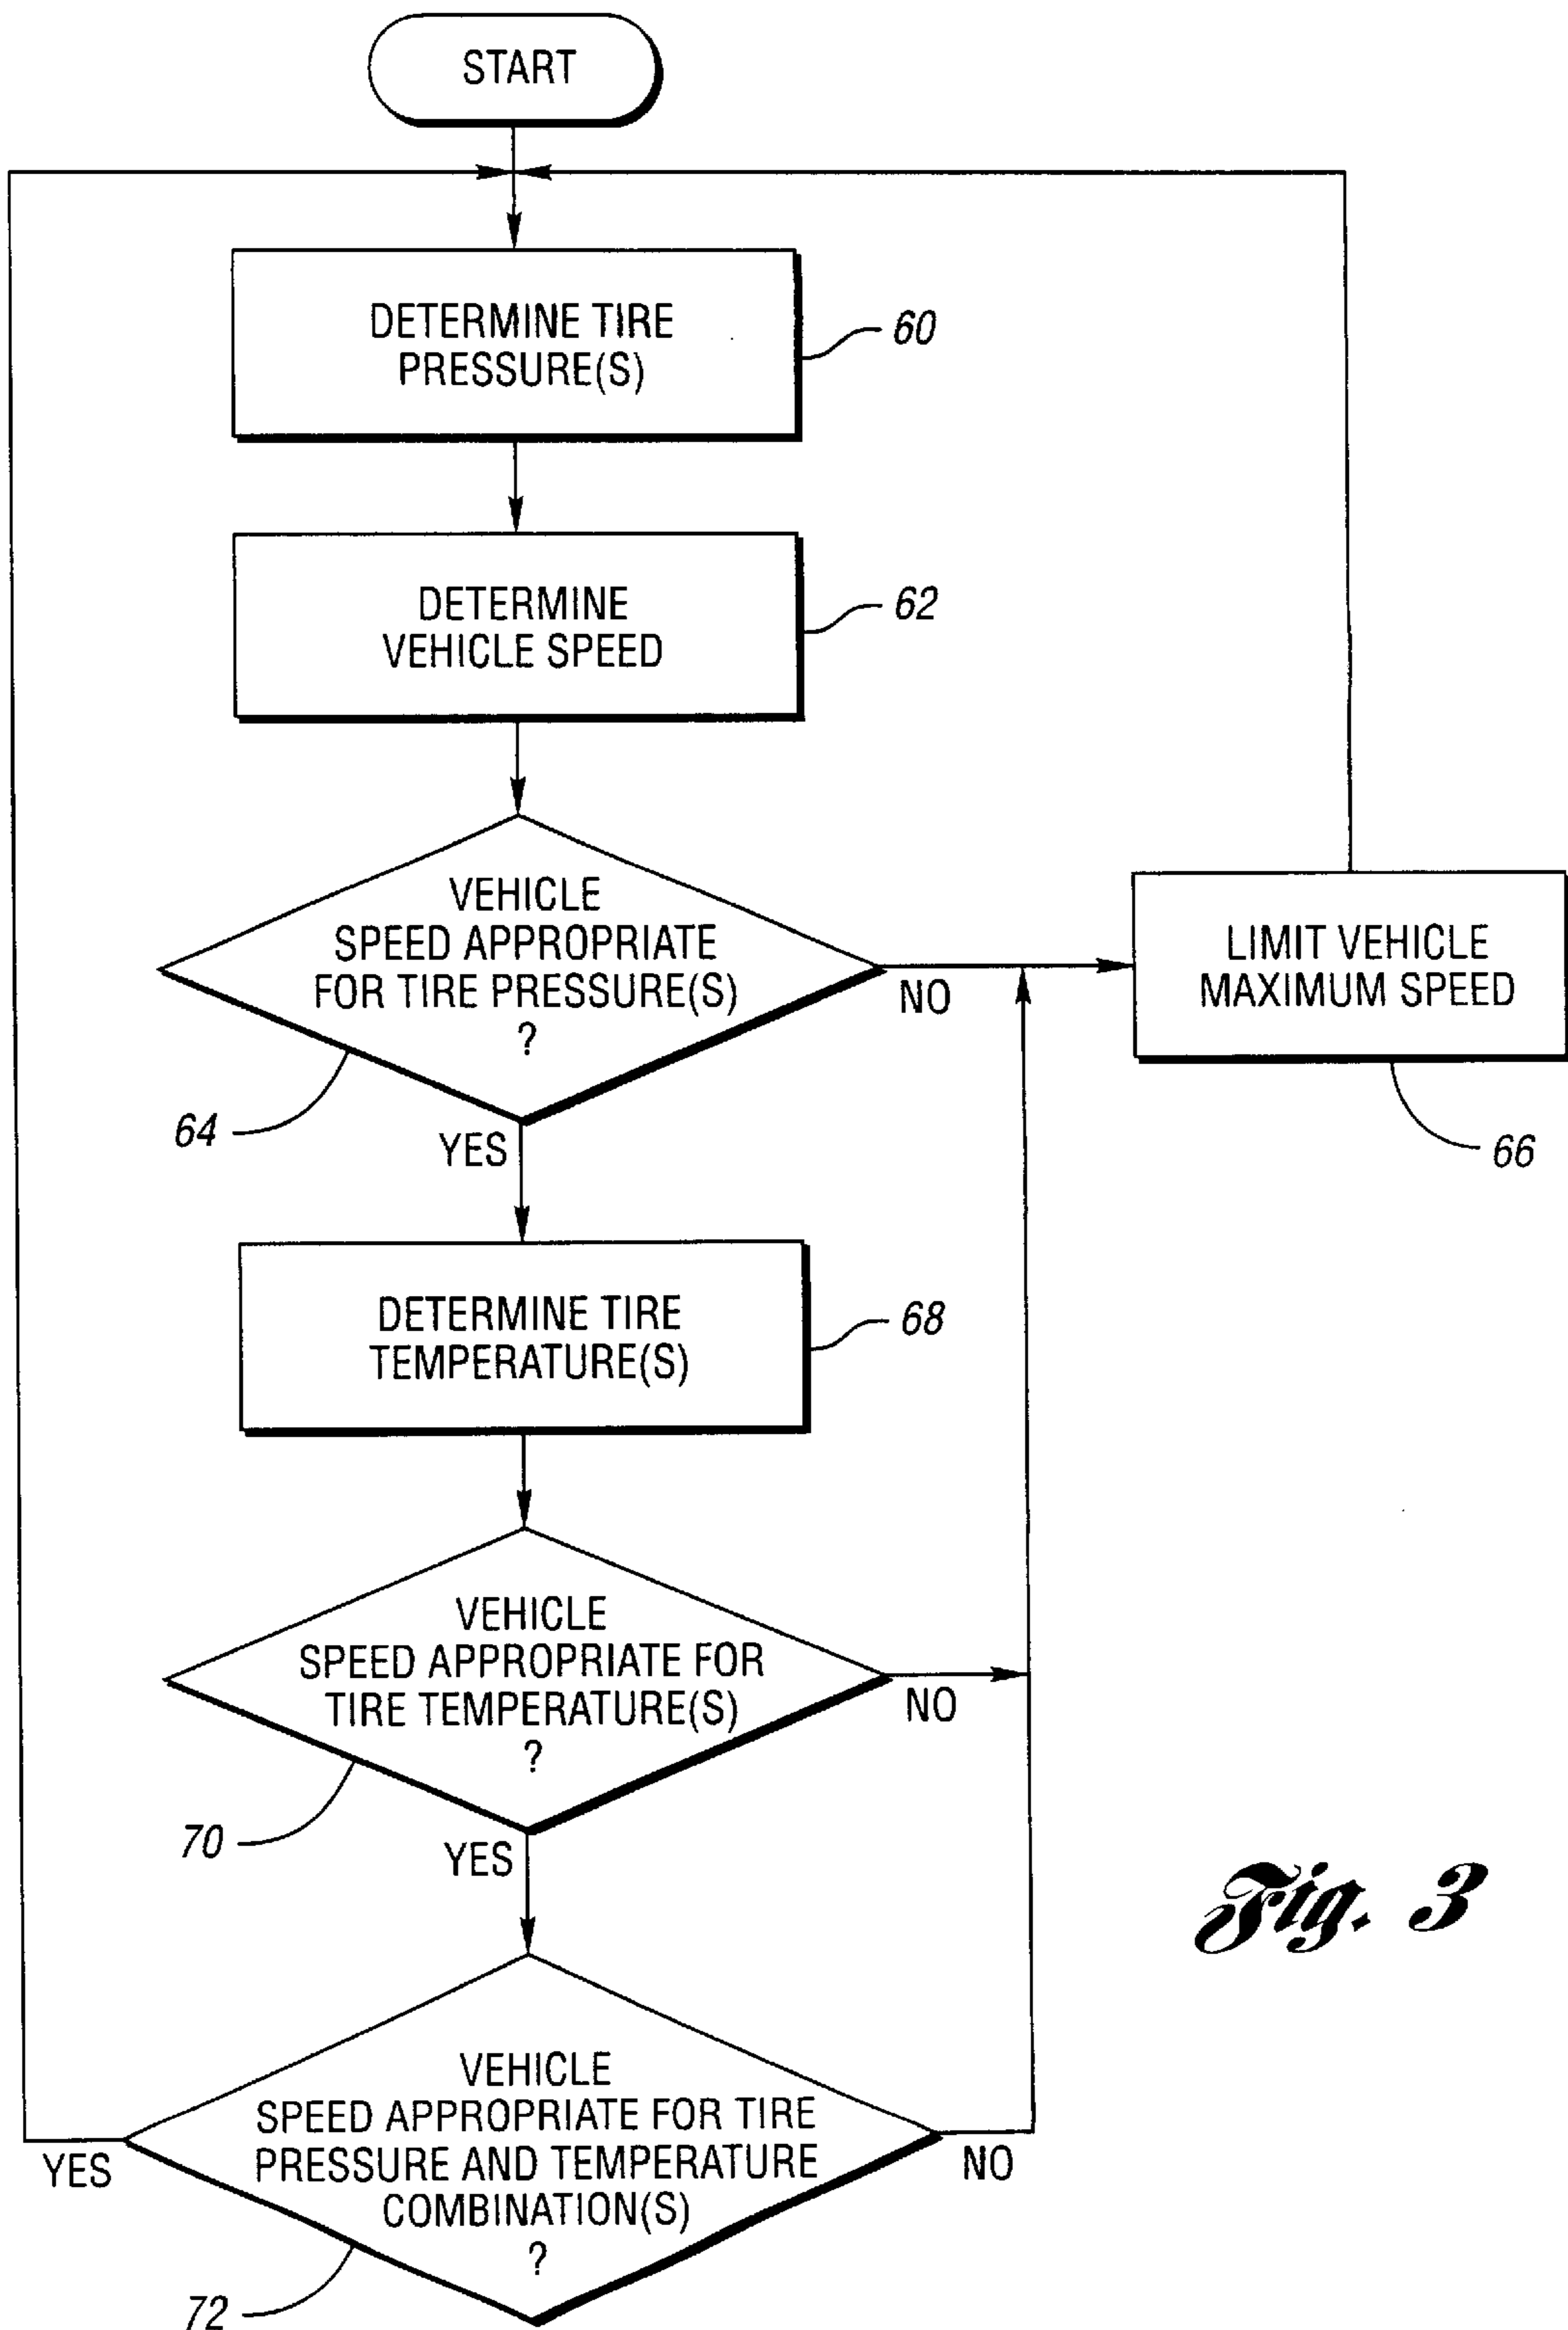 START
DETERMINE TIRE
PRESSURE(S)
60
DETERMINE
VEHICLE SPEED
62
VEHICLE
SPEED APPROPRIATE
FOR TIRE PRESSURE(S)
?
NO
64
YES
LIMIT VEHICLE
MAXIMUM SPEED
66
DETERMINE TIRE
TEMPERATURE(S)
68
VEHICLE
SPEED APPROPRIATE FOR
TIRE TEMPERATURE(S)
?
NO
70
YES
VEHICLE
SPEED APPROPRIATE FOR TIRE
PRESSURE AND TEMPERATURE
COMBINATION(S)
?
YES
NO
72
Fig. 3